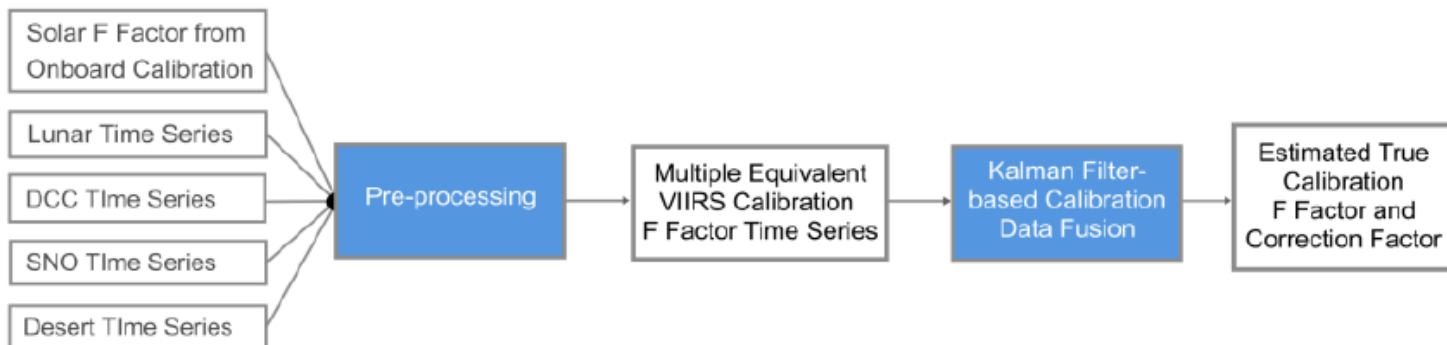 Solar F Factor from
Onboard Calibration
Lunar Time Series
DCC TIme Series
SNO TIme Series
Desert TIme Series
Pre-processing
Multiple Equivalent
VIIRS Calibration
F Factor Time Series
Kalman Filter-
based Calibration
Data Fusion
Estimated True
Calibration
F Factor and
Correction Factor